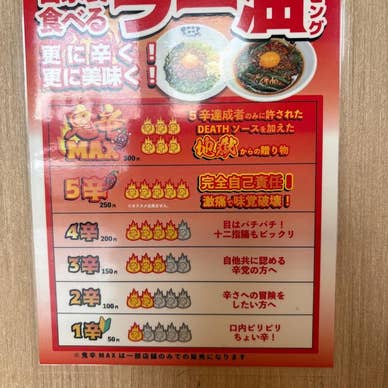 食べるラー油
更に辛く!
更に美味く!
鬼辛
MAX
300円
5辛達成者のみに許された
DEATHソースを加えた
地獄からの贈り物
5辛
250円
完全自己責任!
激痛で味覚破壊!
4辛
200円
目はパチパチ!
十二指腸もビックリ
3辛
150円
自他共に認める
辛党の方へ
2辛
100円
辛さへの冒険を
したい方へ
1辛
50円
口内ピリピリ
ちょい辛!
※鬼辛MAXは一部店舗のみでの販売になります